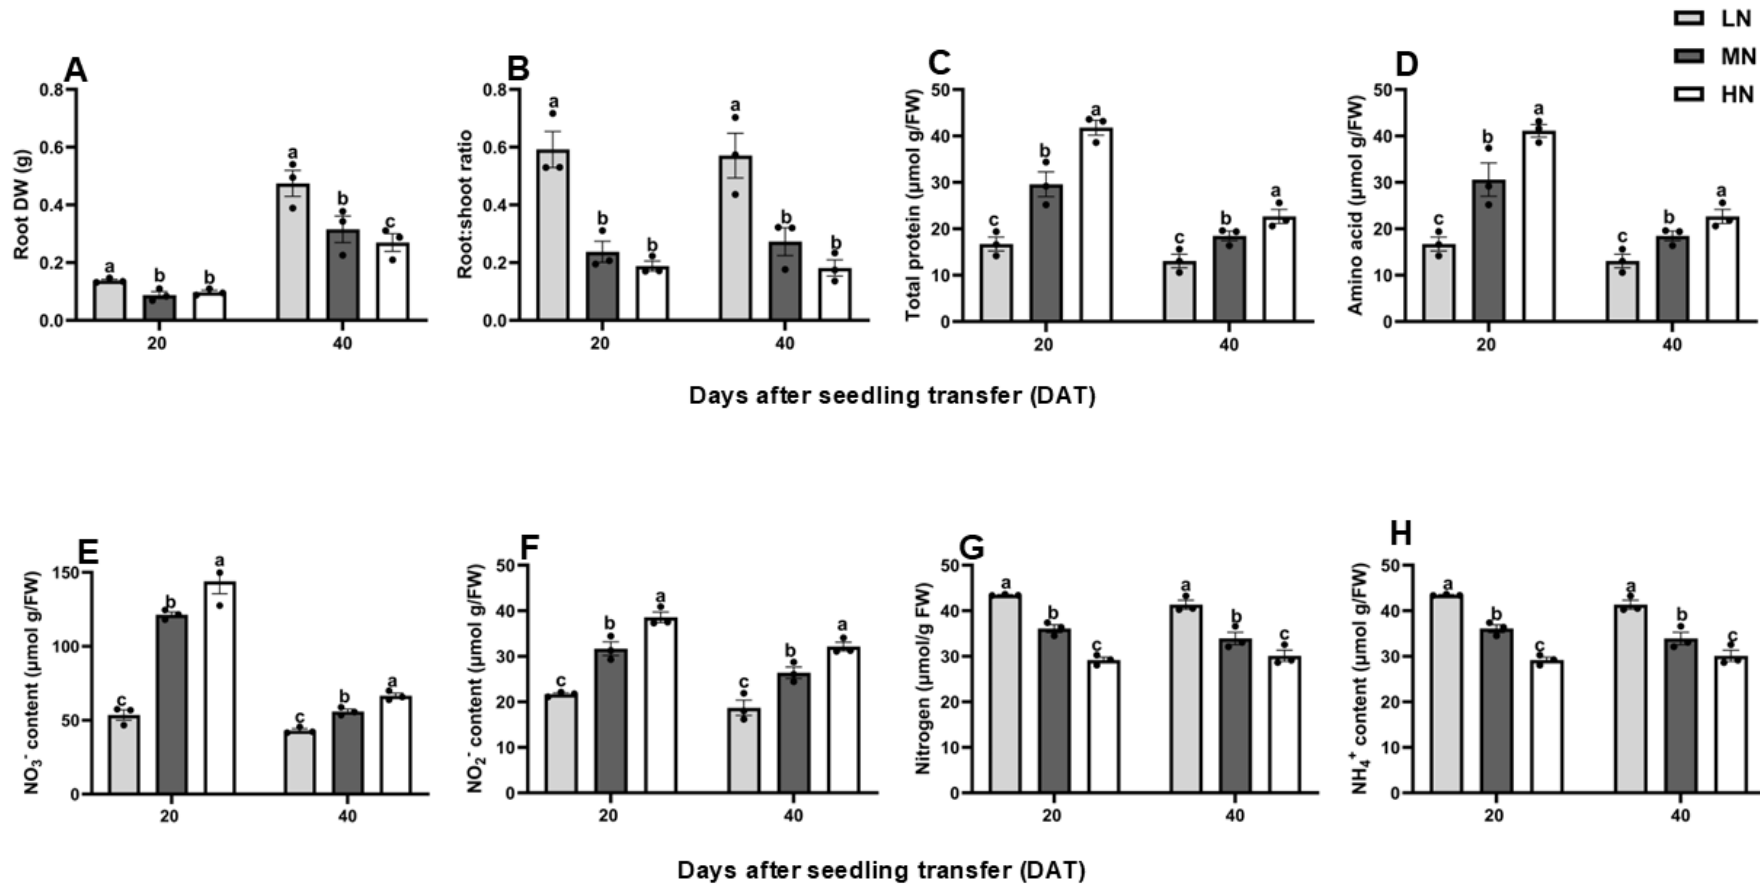 LN
MN
HN
A
B
C
D
Root DW (g)
0.8
0.6
0.4
0.2
0.0
a
b
b
a
b
c
20
40
Root:shoot ratio
0.8
0.6
0.4
0.2
0.0
a
b
b
a
b
b
20
40
Total protein (µmol g/FW)
50
40
30
20
10
0
c
b
a
c
b
a
20
40
Amino acid (µmol g/FW)
50
40
30
20
10
0
c
b
a
c
b
a
20
40
Days after seedling transfer (DAT)
E
F
G
H
NO₃⁻ content (µmol g/FW)
150
100
50
0
c
b
a
c
b
a
20
40
NO₂⁻ content (µmol g/FW)
50
40
30
20
10
0
c
b
a
c
b
a
20
40
Nitrogen (µmol/g FW)
50
40
30
20
10
0
a
b
c
a
b
c
20
40
NH₄⁺ content (µmol g/FW)
50
40
30
20
10
0
a
b
c
a
b
c
20
40
Days after seedling transfer (DAT)